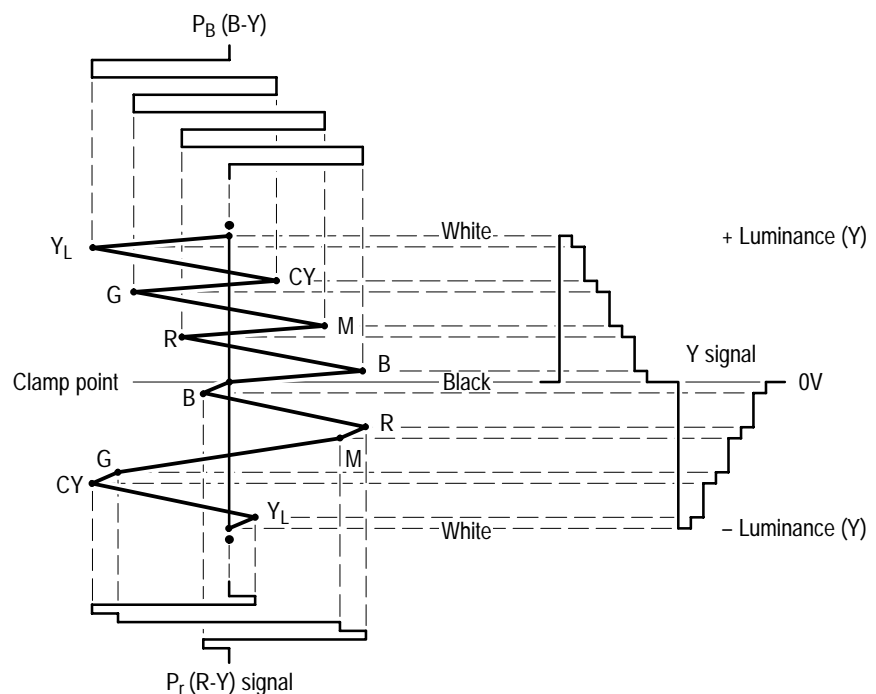 P_B (B-Y)
White
+ Luminance (Y)
Y_L
CY
G
M
R
B
Y signal
Clamp point
Black
0V
B
R
M
G
CY
Y_L
White
– Luminance (Y)
P_r (R-Y) signal